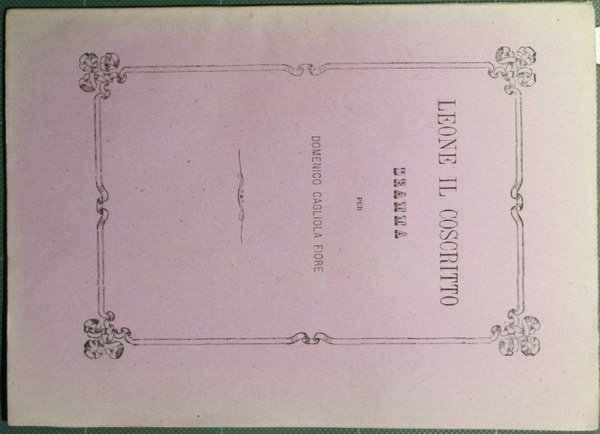 LEONE IL COSCRITTO
DRAMMA
PER
DOMENICO CAGLIOLA FIORE